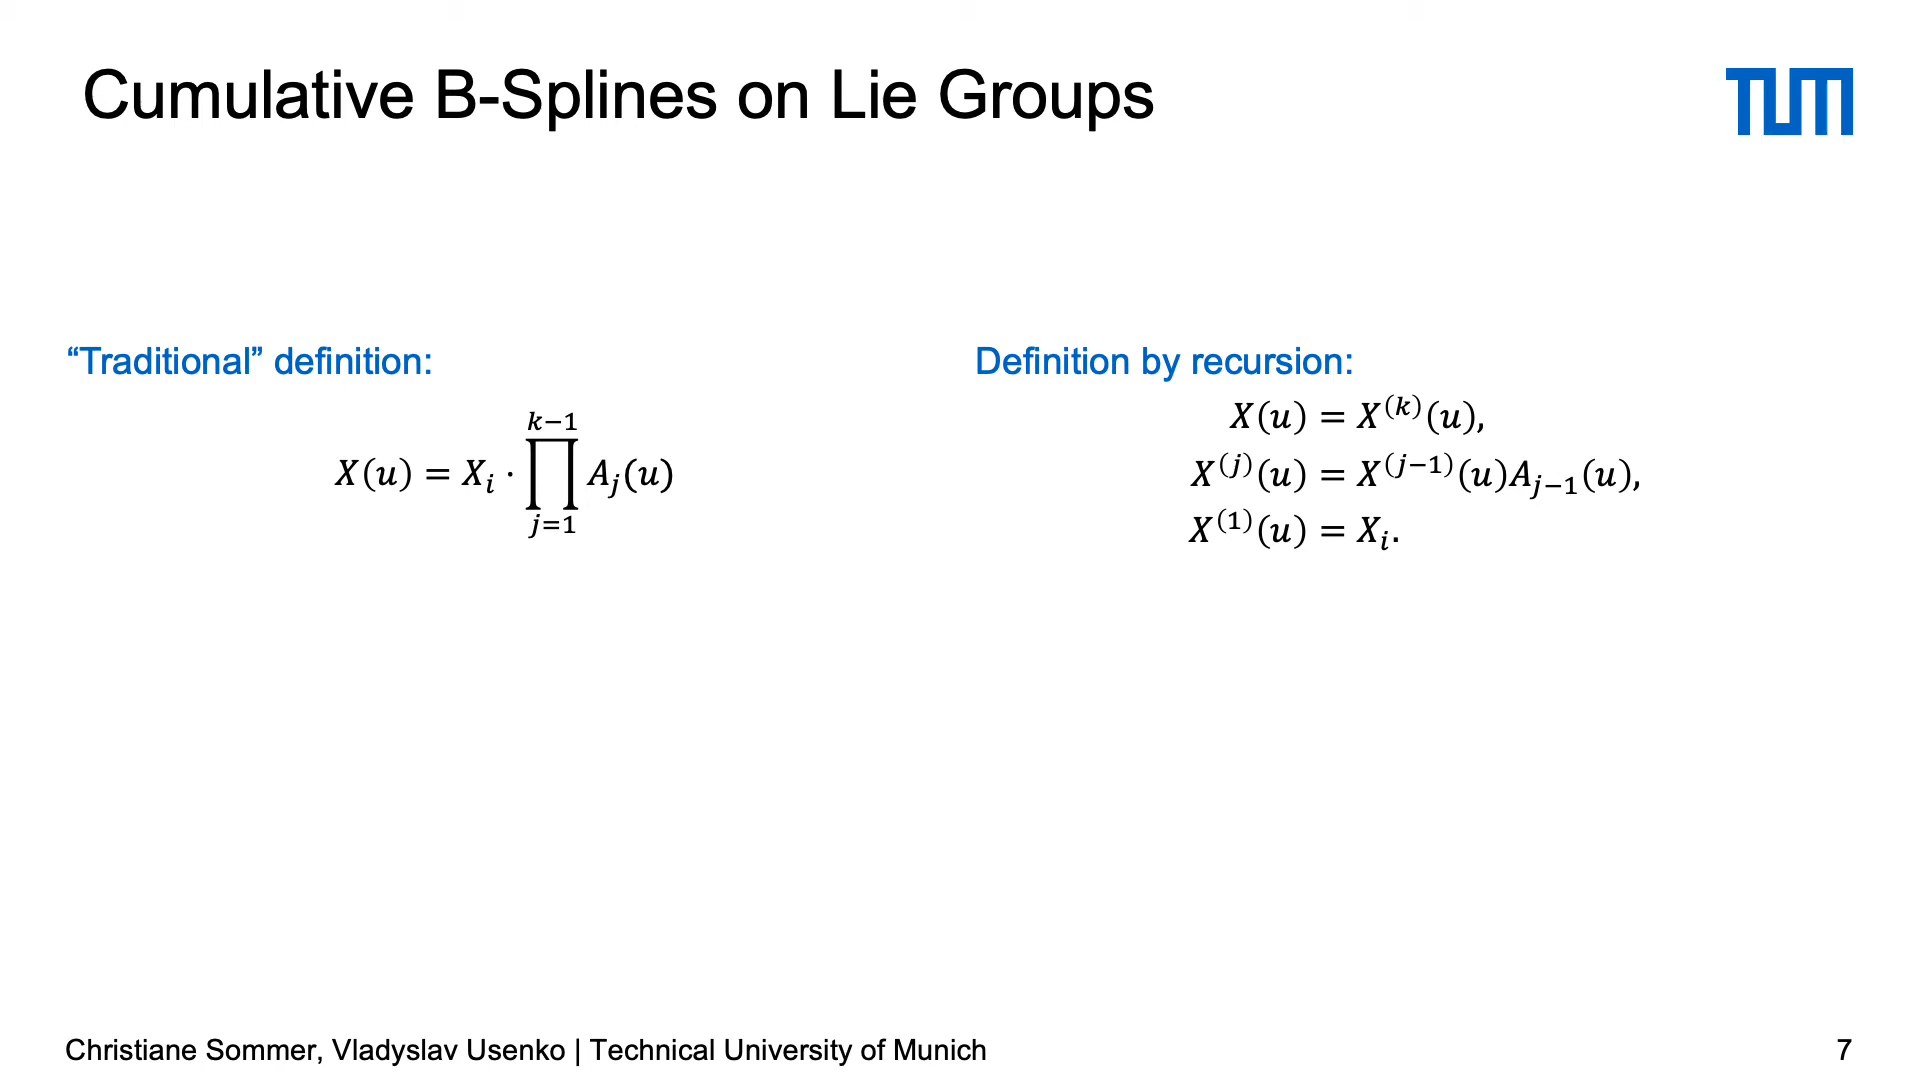 Cumulative B-Splines on Lie Groups
TUM
“Traditional” definition:
X(u) = X_i · ∏_{j=1}^{k−1} A_j(u)
Definition by recursion:
X(u) = X^{(k)}(u),
X^{(j)}(u) = X^{(j−1)}(u)A_{j−1}(u),
X^{(1)}(u) = X_i.
Christiane Sommer, Vladyslav Usenko | Technical University of Munich
7